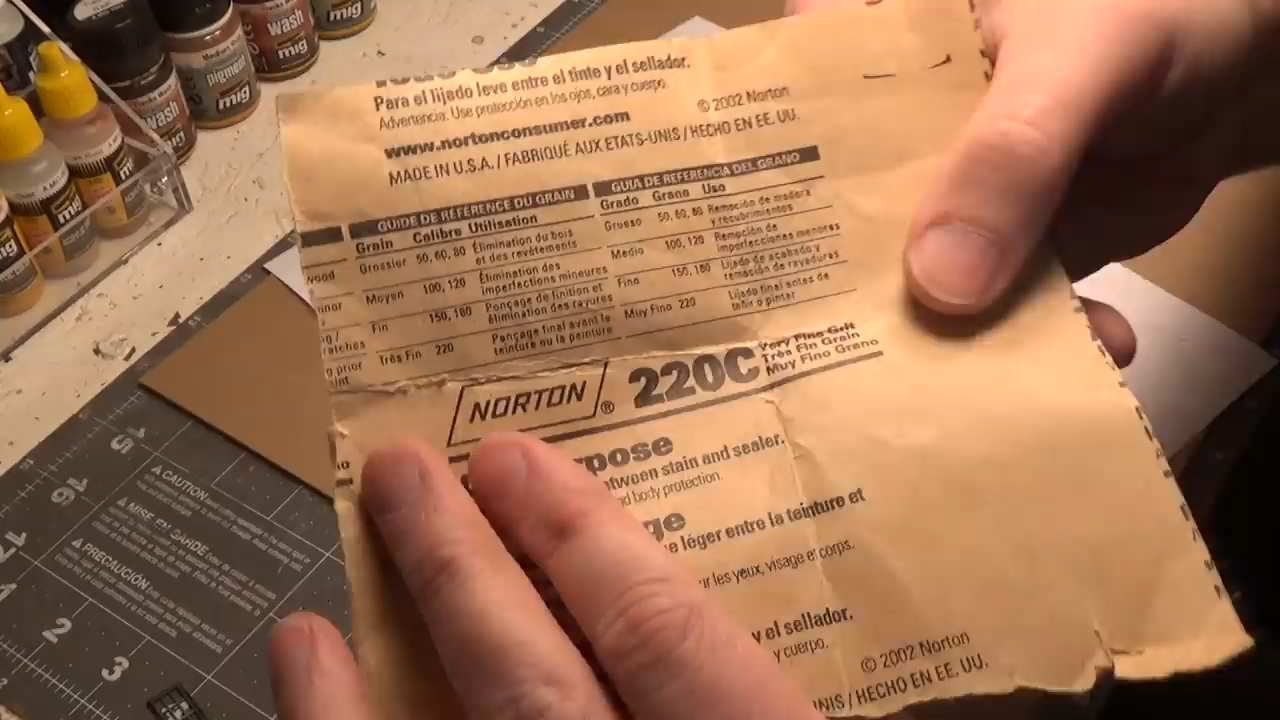 wash
mig
pigment
mig
wash
mig
mig
mig
mig
Para el lijado leve entre el tinte y el sellador.
Advertencia: Use protección en los ojos, cara y cuerpo.
www.nortonconsumer.com
© 2002 Norton
MADE IN U.S.A. / FABRIQUÉ AUX ETATS-UNIS / HECHO EN EE. UU.
GUIDE DE RÉFÉRENCE DU GRAIN
Grain Calibre Utilisation
Grossier 50, 60, 80 Élimination du bois
et des revêtements
Moyen 100, 120 Élimination des
imperfections mineures
Fin 150, 180 Ponçage de finition et
élimination des rayures
Très Fin 220 Ponçage final avant la
teinture ou la peinture
GUIA DE REFERENCIA DEL GRANO
Grado Grano Uso
Grueso 50, 60, 80 Remoción de madera
y recubrimientos
Medio 100, 120 Remoción de
imperfecciones menores
Fino 150, 180 Lijado de acabado y
remoción de rayaduras
Muy Fino 220 Lijado final antes de
teñir o pintar
NORTON ® 220C
Very Fine Grit
Très Fin Grain
Muy Fino Grano
pose
etween stain and sealer.
d body protection.
ge
e léger entre la teinture et
ur les yeux, visage et corps.
y el sellador.
y cuerpo.
© 2002 Norton
UNIS / HECHO EN EE. UU.
15
16
17
CAUTION
MISE EN GARDE
PRECAUCIÓN
1
2
3